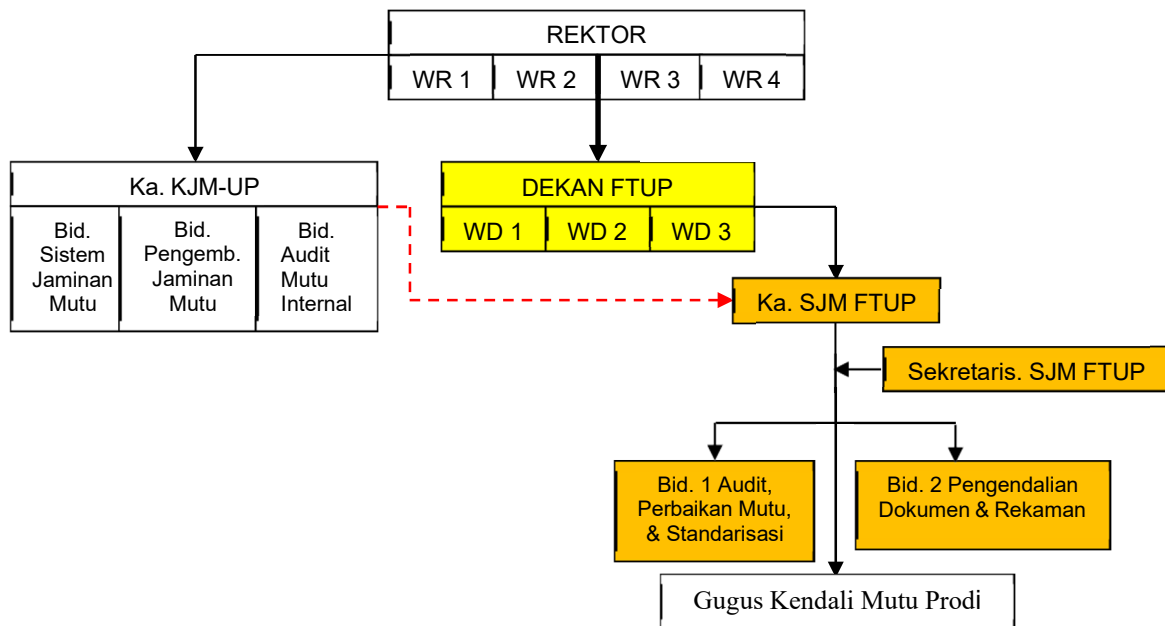 REKTOR
WR 1
WR 2
WR 3
WR 4
Ka. KJM-UP
Bid.
Sistem
Jaminan
Mutu
Bid.
Pengemb.
Jaminan
Mutu
Bid.
Audit
Mutu
Internal
DEKAN FTUP
WD 1
WD 2
WD 3
Ka. SJM FTUP
Sekretaris. SJM FTUP
Bid. 1 Audit,
Perbaikan Mutu,
& Standarisasi
Bid. 2 Pengendalian
Dokumen & Rekaman
Gugus Kendali Mutu Prodi